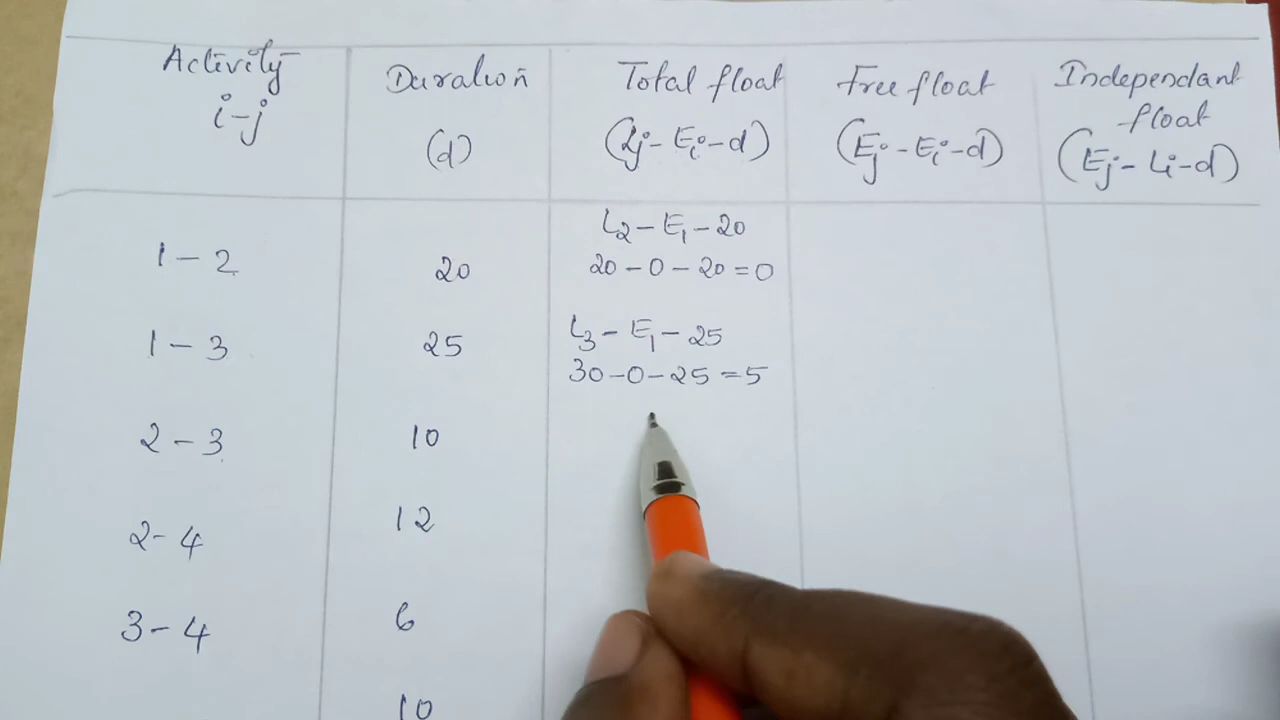 Activity Duration Total float Free float Independant float
i-j (d) (Lj - Ei - d) (Ej - Ei - d) (Ej - Li - d)
L2 - E1 - 20
1 - 2 20 20 - 0 - 20 = 0
L3 - E1 - 25
1 - 3 25 30 - 0 - 25 = 5
2 - 3 10
2 - 4 12
3 - 4 6
10